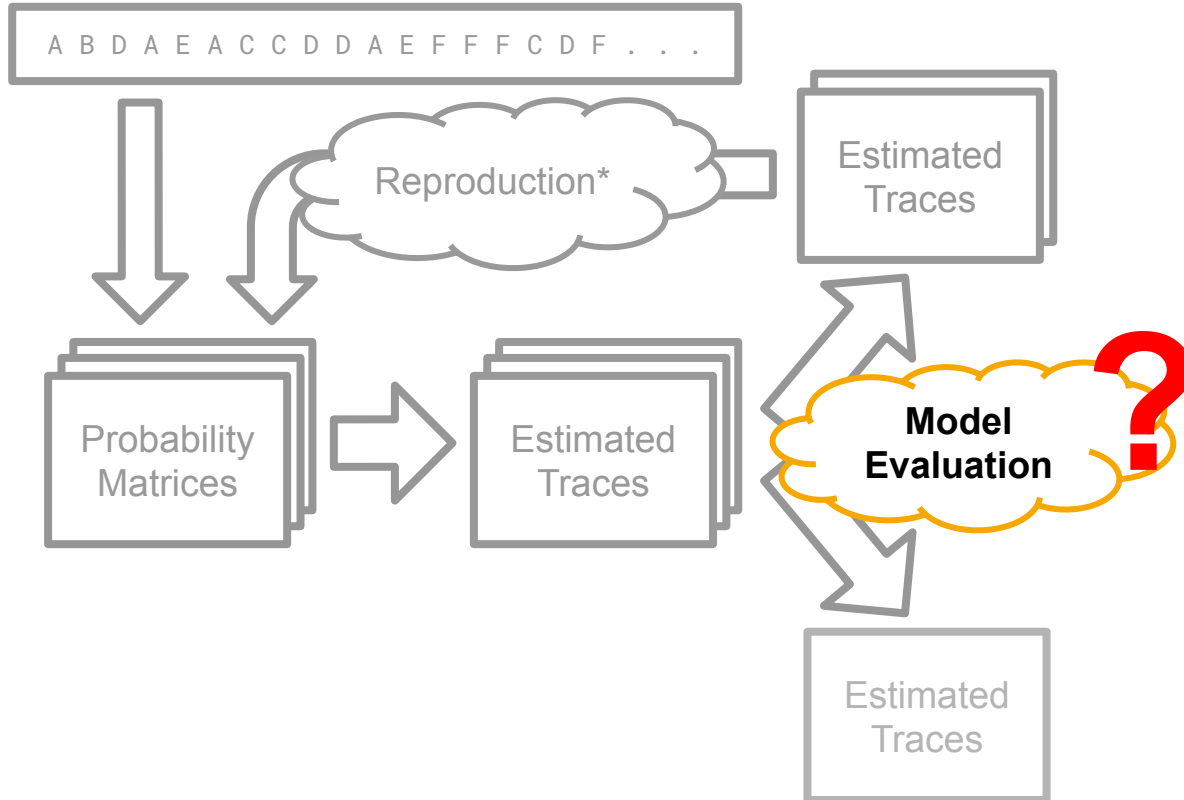 A B D A E A C C D D A E F F F C D F . . .
Reproduction*
Estimated
Traces
Probability
Matrices
Estimated
Traces
Model
Evaluation
?
Estimated
Traces